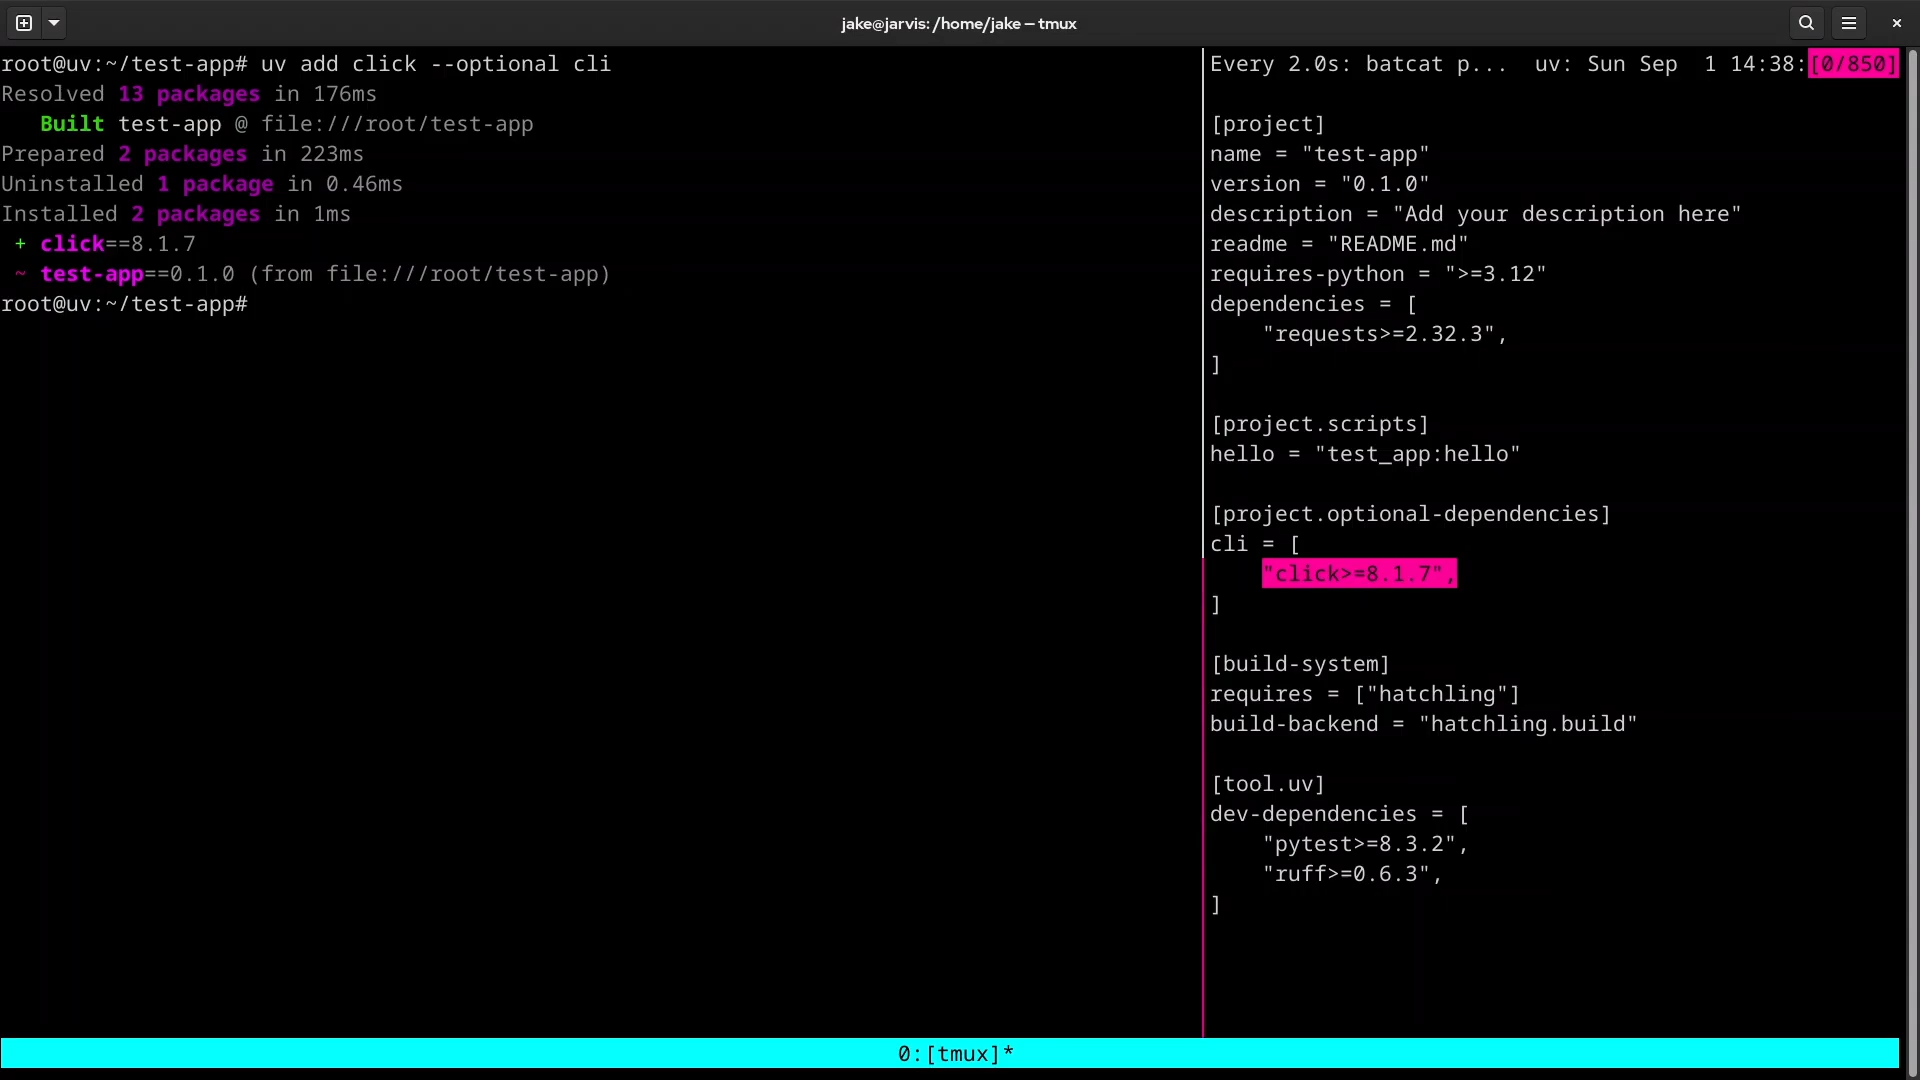 jake@jarvis: /home/jake — tmux
root@uv:~/test-app# uv add click --optional cli
Resolved 13 packages in 176ms
   Built test-app @ file:///root/test-app
Prepared 2 packages in 223ms
Uninstalled 1 package in 0.46ms
Installed 2 packages in 1ms
 + click==8.1.7
 ~ test-app==0.1.0 (from file:///root/test-app)
root@uv:~/test-app#
Every 2.0s: batcat p...  uv: Sun Sep  1 14:38:[0/850]
[project]
name = "test-app"
version = "0.1.0"
description = "Add your description here"
readme = "README.md"
requires-python = ">=3.12"
dependencies = [
    "requests>=2.32.3",
]
[project.scripts]
hello = "test_app:hello"
[project.optional-dependencies]
cli = [
    "click>=8.1.7",
]
[build-system]
requires = ["hatchling"]
build-backend = "hatchling.build"
[tool.uv]
dev-dependencies = [
    "pytest>=8.3.2",
    "ruff>=0.6.3",
]
0:[tmux]*